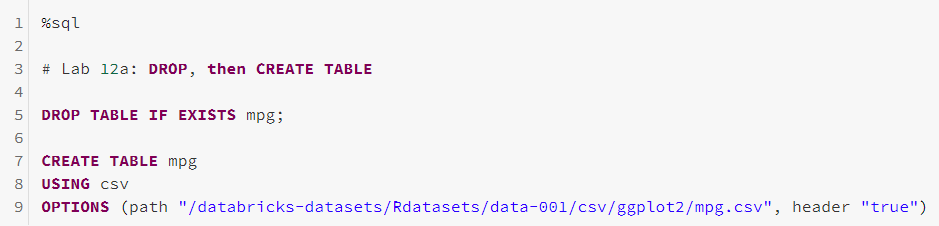 1 %sql
2
3 # Lab 12a: DROP, then CREATE TABLE
4
5 DROP TABLE IF EXISTS mpg;
6
7 CREATE TABLE mpg
8 USING csv
9 OPTIONS (path "/databricks-datasets/Rdatasets/data-001/csv/ggplot2/mpg.csv", header "true")